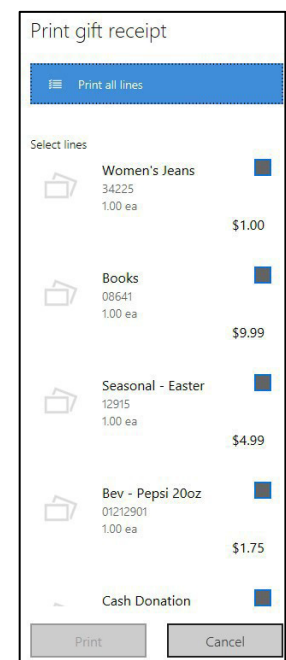 Print gift receipt
Print all lines
Select lines
Women's Jeans
34225
1.00 ea
$1.00
Books
08641
1.00 ea
$9.99
Seasonal - Easter
12915
1.00 ea
$4.99
Bev - Pepsi 20oz
01212901
1.00 ea
$1.75
Cash Donation
Print Cancel